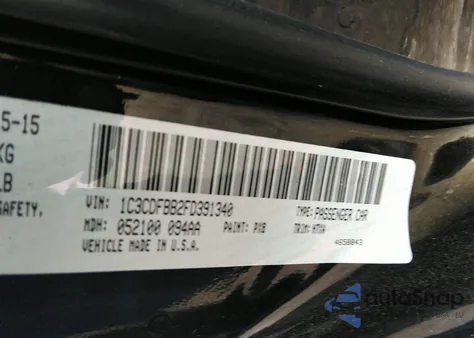 5-15
KG
LB
SAFETY,
VIN: 1C3CDFBB2FD391340 TYPE: PASSENGER CAR
MDH: 052100 094AA PAINT: PXB TRIM: HTVA
VEHICLE MADE IN U.S.A. 4658843
autoSnap